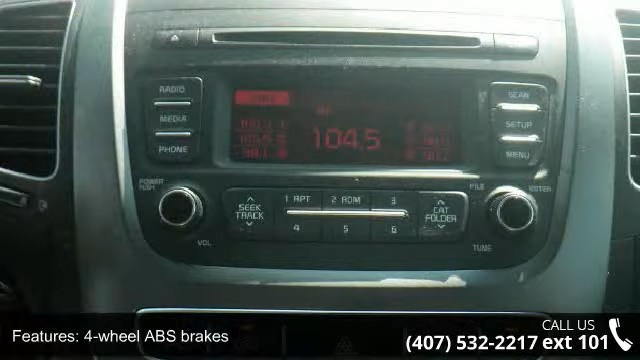 RADIO
MEDIA
PHONE
104.5
SCAN
SETUP
MENU
POWER
PUSH
VOL
SEEK
TRACK
1 RPT
2 RDM
3
4
5
6
CAT
FOLDER
FILE
ENTER
TUNE
Features: 4-wheel ABS brakes
CALL US
(407) 532-2217 ext 101